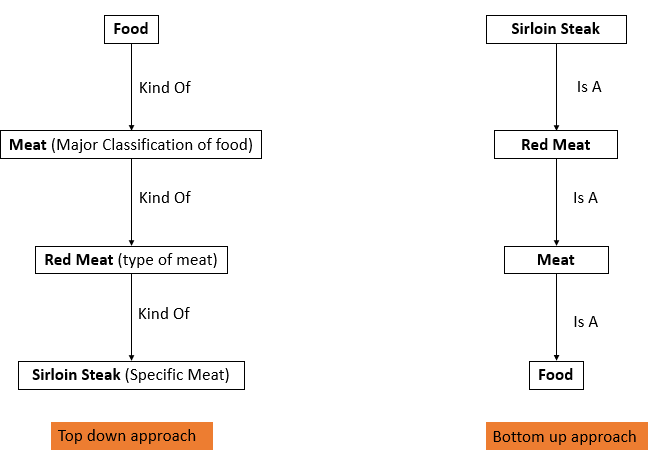 Food
Kind Of
Meat (Major Classification of food)
Kind Of
Red Meat (type of meat)
Kind Of
Sirloin Steak (Specific Meat)
Top down approach
Sirloin Steak
Is A
Red Meat
Is A
Meat
Is A
Food
Bottom up approach